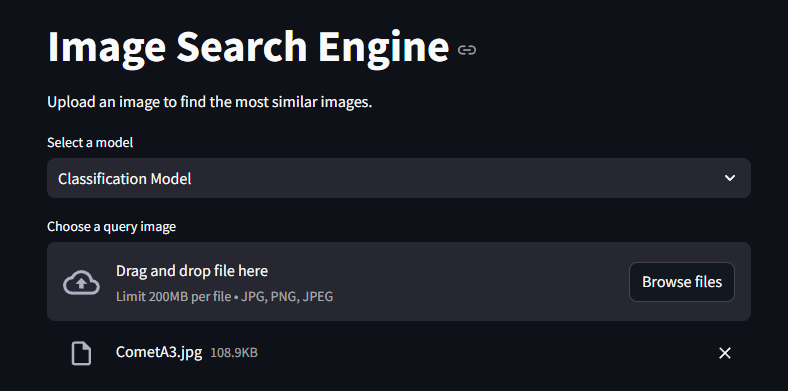 Image Search Engine
Upload an image to find the most similar images.
Select a model
Classification Model
Choose a query image
Drag and drop file here
Limit 200MB per file • JPG, PNG, JPEG
Browse files
CometA3.jpg 108.9KB